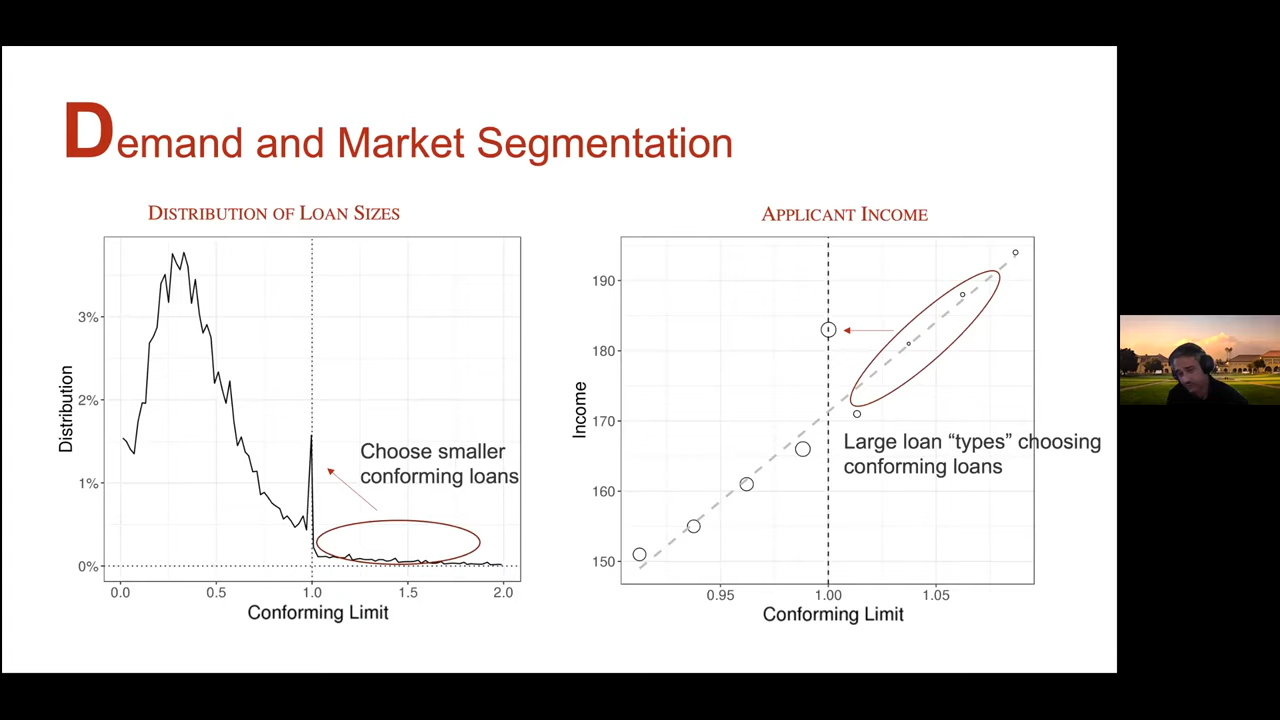 Demand and Market Segmentation
DISTRIBUTION OF LOAN SIZES
Distribution
3%
2%
1%
0%
0.0
0.5
1.0
1.5
2.0
Conforming Limit
Choose smaller
conforming loans
APPLICANT INCOME
Income
190
180
170
160
150
0.95
1.00
1.05
Conforming Limit
Large loan “types” choosing
conforming loans